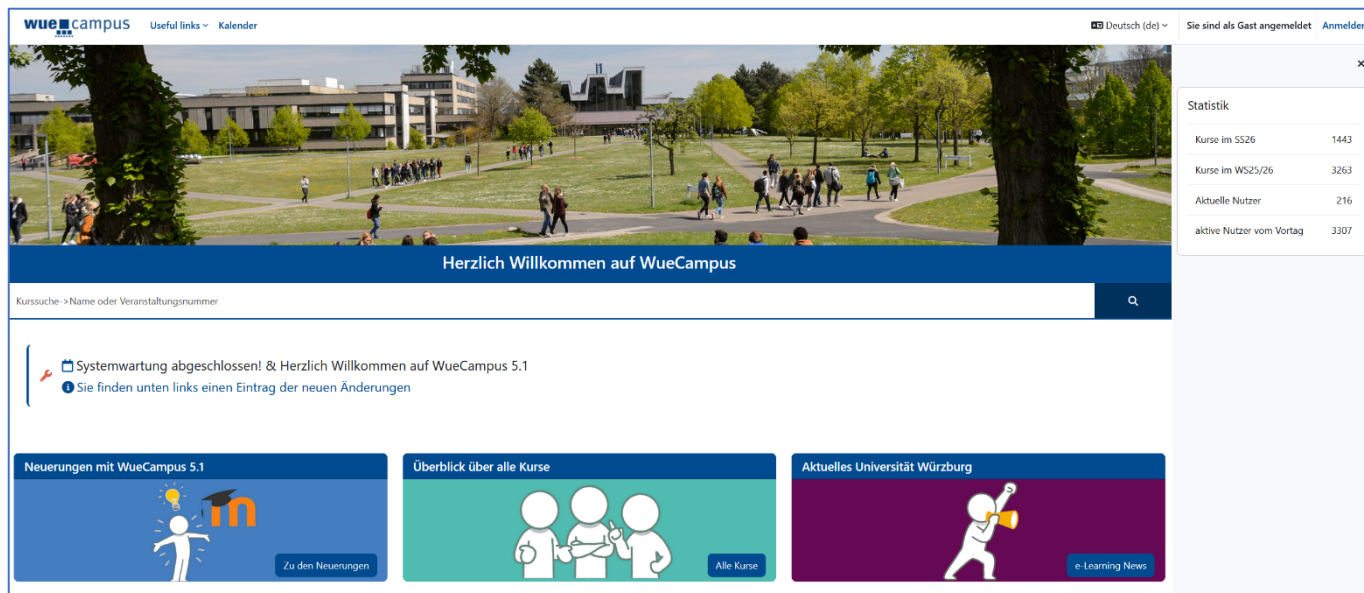 wuecampus Useful links Kalender Deutsch (de) Sie sind als Gast angemeldet Anmelden
Statistik
Kurse im SS26 1443
Kurse im WS25/26 3263
Aktuelle Nutzer 216
aktive Nutzer vom Vortag 3307
Herzlich Willkommen auf WueCampus
Kurssuche->Name oder Veranstaltungsnummer
Systemwartung abgeschlossen! & Herzlich Willkommen auf WueCampus 5.1
Sie finden unten links einen Eintrag der neuen Änderungen
Neuerungen mit WueCampus 5.1
Zu den Neuerungen
Überblick über alle Kurse
Alle Kurse
Aktuelles Universität Würzburg
e-Learning News